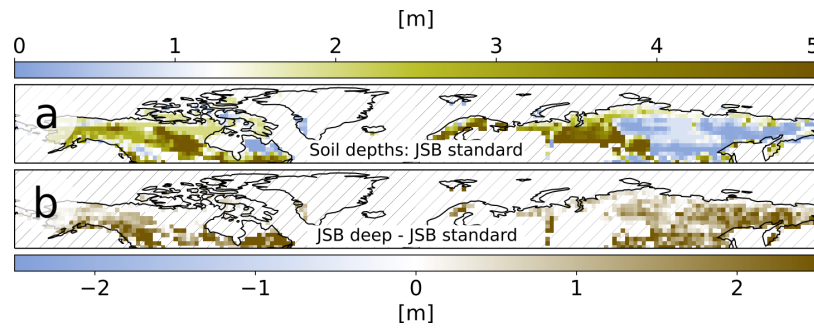 [m]
0 1 2 3 4 5
a
Soil depths: JSB standard
b
JSB deep - JSB standard
−2 −1 0 1 2
[m]